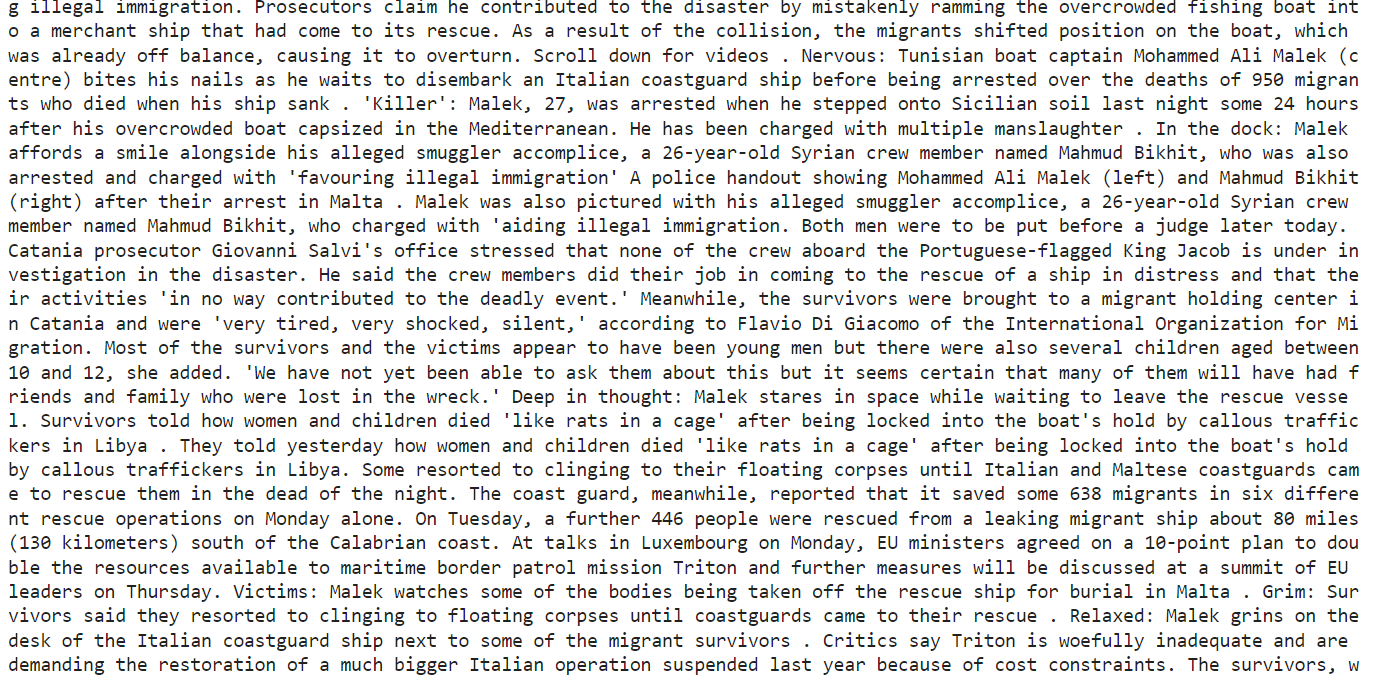 g illegal immigration. Prosecutors claim he contributed to the disaster by mistakenly ramming the overcrowded fishing boat int
o a merchant ship that had come to its rescue. As a result of the collision, the migrants shifted position on the boat, which
was already off balance, causing it to overturn. Scroll down for videos . Nervous: Tunisian boat captain Mohammed Ali Malek (c
entre) bites his nails as he waits to disembark an Italian coastguard ship before being arrested over the deaths of 950 migran
ts who died when his ship sank . 'Killer': Malek, 27, was arrested when he stepped onto Sicilian soil last night some 24 hours
after his overcrowded boat capsized in the Mediterranean. He has been charged with multiple manslaughter . In the dock: Malek
affords a smile alongside his alleged smuggler accomplice, a 26-year-old Syrian crew member named Mahmud Bikhit, who was also
arrested and charged with 'favouring illegal immigration' A police handout showing Mohammed Ali Malek (left) and Mahmud Bikhit
(right) after their arrest in Malta . Malek was also pictured with his alleged smuggler accomplice, a 26-year-old Syrian crew
member named Mahmud Bikhit, who charged with 'aiding illegal immigration. Both men were to be put before a judge later today.
Catania prosecutor Giovanni Salvi's office stressed that none of the crew aboard the Portuguese-flagged King Jacob is under in
vestigation in the disaster. He said the crew members did their job in coming to the rescue of a ship in distress and that the
ir activities 'in no way contributed to the deadly event.' Meanwhile, the survivors were brought to a migrant holding center i
n Catania and were 'very tired, very shocked, silent,' according to Flavio Di Giacomo of the International Organization for Mi
gration. Most of the survivors and the victims appear to have been young men but there were also several children aged between
10 and 12, she added. 'We have not yet been able to ask them about this but it seems certain that many of them will have had f
riends and family who were lost in the wreck.' Deep in thought: Malek stares in space while waiting to leave the rescue vesse
l. Survivors told how women and children died 'like rats in a cage' after being locked into the boat's hold by callous traffic
kers in Libya . They told yesterday how women and children died 'like rats in a cage' after being locked into the boat's hold
by callous traffickers in Libya. Some resorted to clinging to their floating corpses until Italian and Maltese coastguards cam
e to rescue them in the dead of the night. The coast guard, meanwhile, reported that it saved some 638 migrants in six differe
nt rescue operations on Monday alone. On Tuesday, a further 446 people were rescued from a leaking migrant ship about 80 miles
(130 kilometers) south of the Calabrian coast. At talks in Luxembourg on Monday, EU ministers agreed on a 10-point plan to dou
ble the resources available to maritime border patrol mission Triton and further measures will be discussed at a summit of EU
leaders on Thursday. Victims: Malek watches some of the bodies being taken off the rescue ship for burial in Malta . Grim: Sur
vivors said they resorted to clinging to floating corpses until coastguards came to their rescue . Relaxed: Malek grins on the
desk of the Italian coastguard ship next to some of the migrant survivors . Critics say Triton is woefully inadequate and are
demanding the restoration of a much bigger Italian operation suspended last year because of cost constraints. The survivors, w